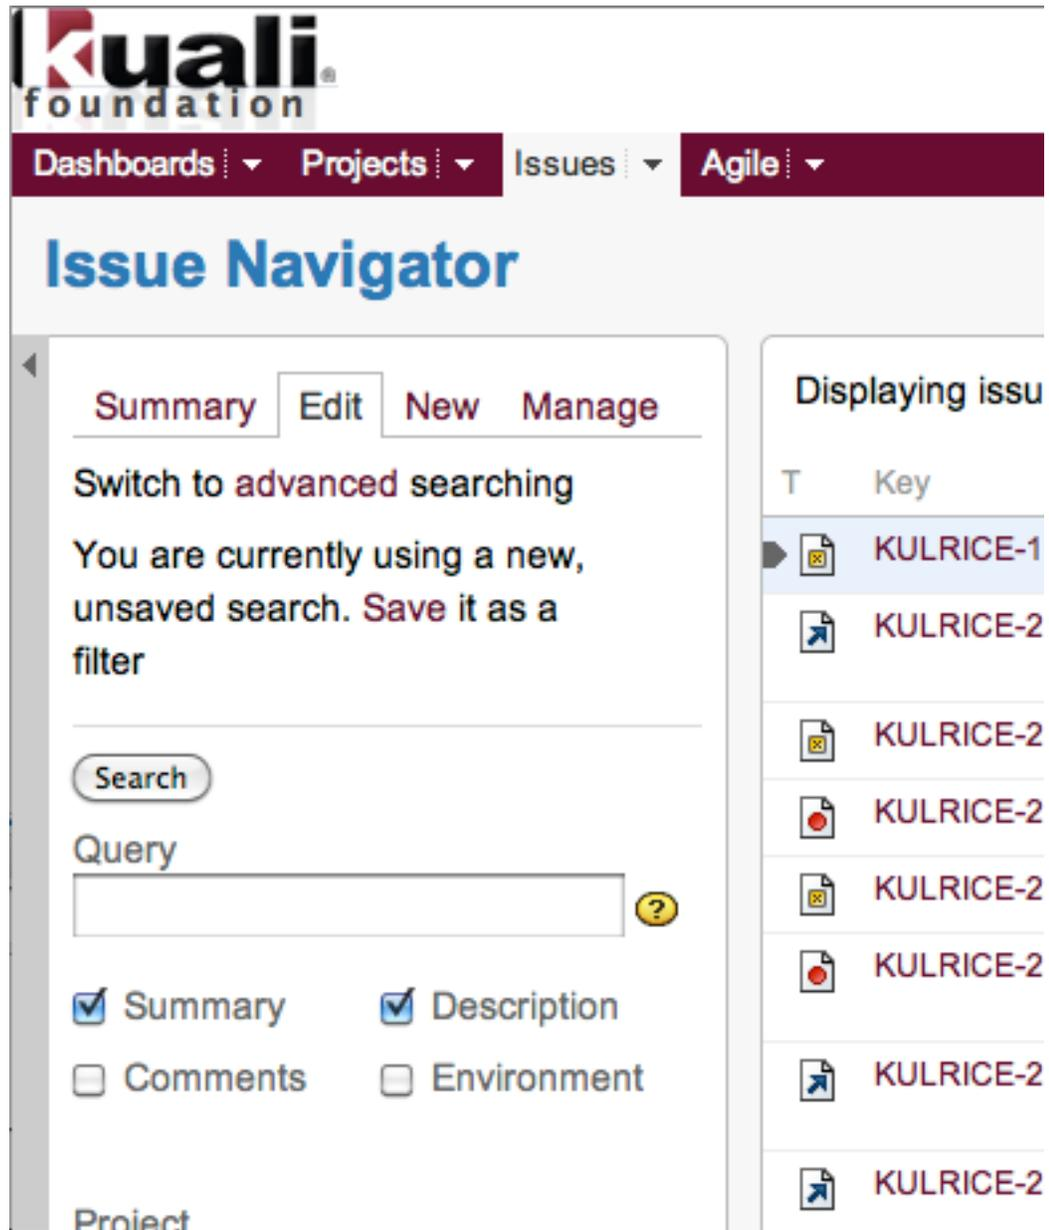 kuali®
foundation
Dashboards Projects Issues Agile
Issue Navigator
Summary Edit New Manage
Switch to advanced searching
You are currently using a new,
unsaved search. Save it as a
filter
Search
Query
?
Summary Description
Comments Environment
Project
Displaying issu
T Key
KULRICE-1
KULRICE-2
KULRICE-2
KULRICE-2
KULRICE-2
KULRICE-2
KULRICE-2
KULRICE-2